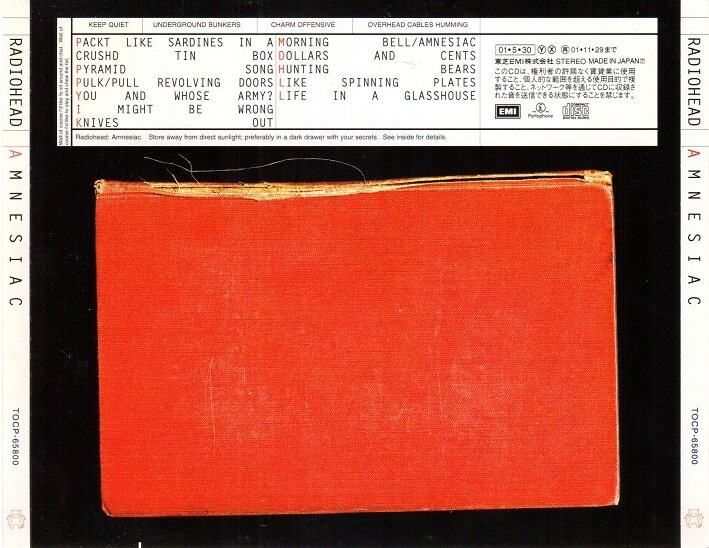 KEEP QUIET
UNDERGROUND BUNKERS
CHARM OFFENSIVE
OVERHEAD CABLES HUMMING
PACKT LIKE SARDINES IN A
CRUSHD TIN BOX
PYRAMID SONG
PULK/PULL REVOLVING DOORS
YOU AND WHOSE ARMY?
I MIGHT BE WRONG
KNIVES OUT
MORNING BELL/AMNESIAC
DOLLARS AND CENTS
HUNTING BEARS
LIKE SPINNING PLATES
LIFE IN A GLASSHOUSE
01•5•30 Y X R 01•11•29まで
東芝EMI株式会社 STEREO MADE IN JAPAN
このCDは、権利者の許諾なく賃貸業に使用
すること、個人的な範囲を超える使用目的で複
製すること、ネットワーク等を通じてCDに収録さ
れた音を送信できる状態にすることを禁じます。
EMI
Parlophone
COMPACT
disc
DIGITAL AUDIO
Radiohead: Amnesiac. Store away from direct sunlight; preferably in a dark drawer with your secrets. See inside for details.
RADIOHEAD AMNESIAC
TOCP-65800
RADIOHEAD AMNESIAC
TOCP-65800